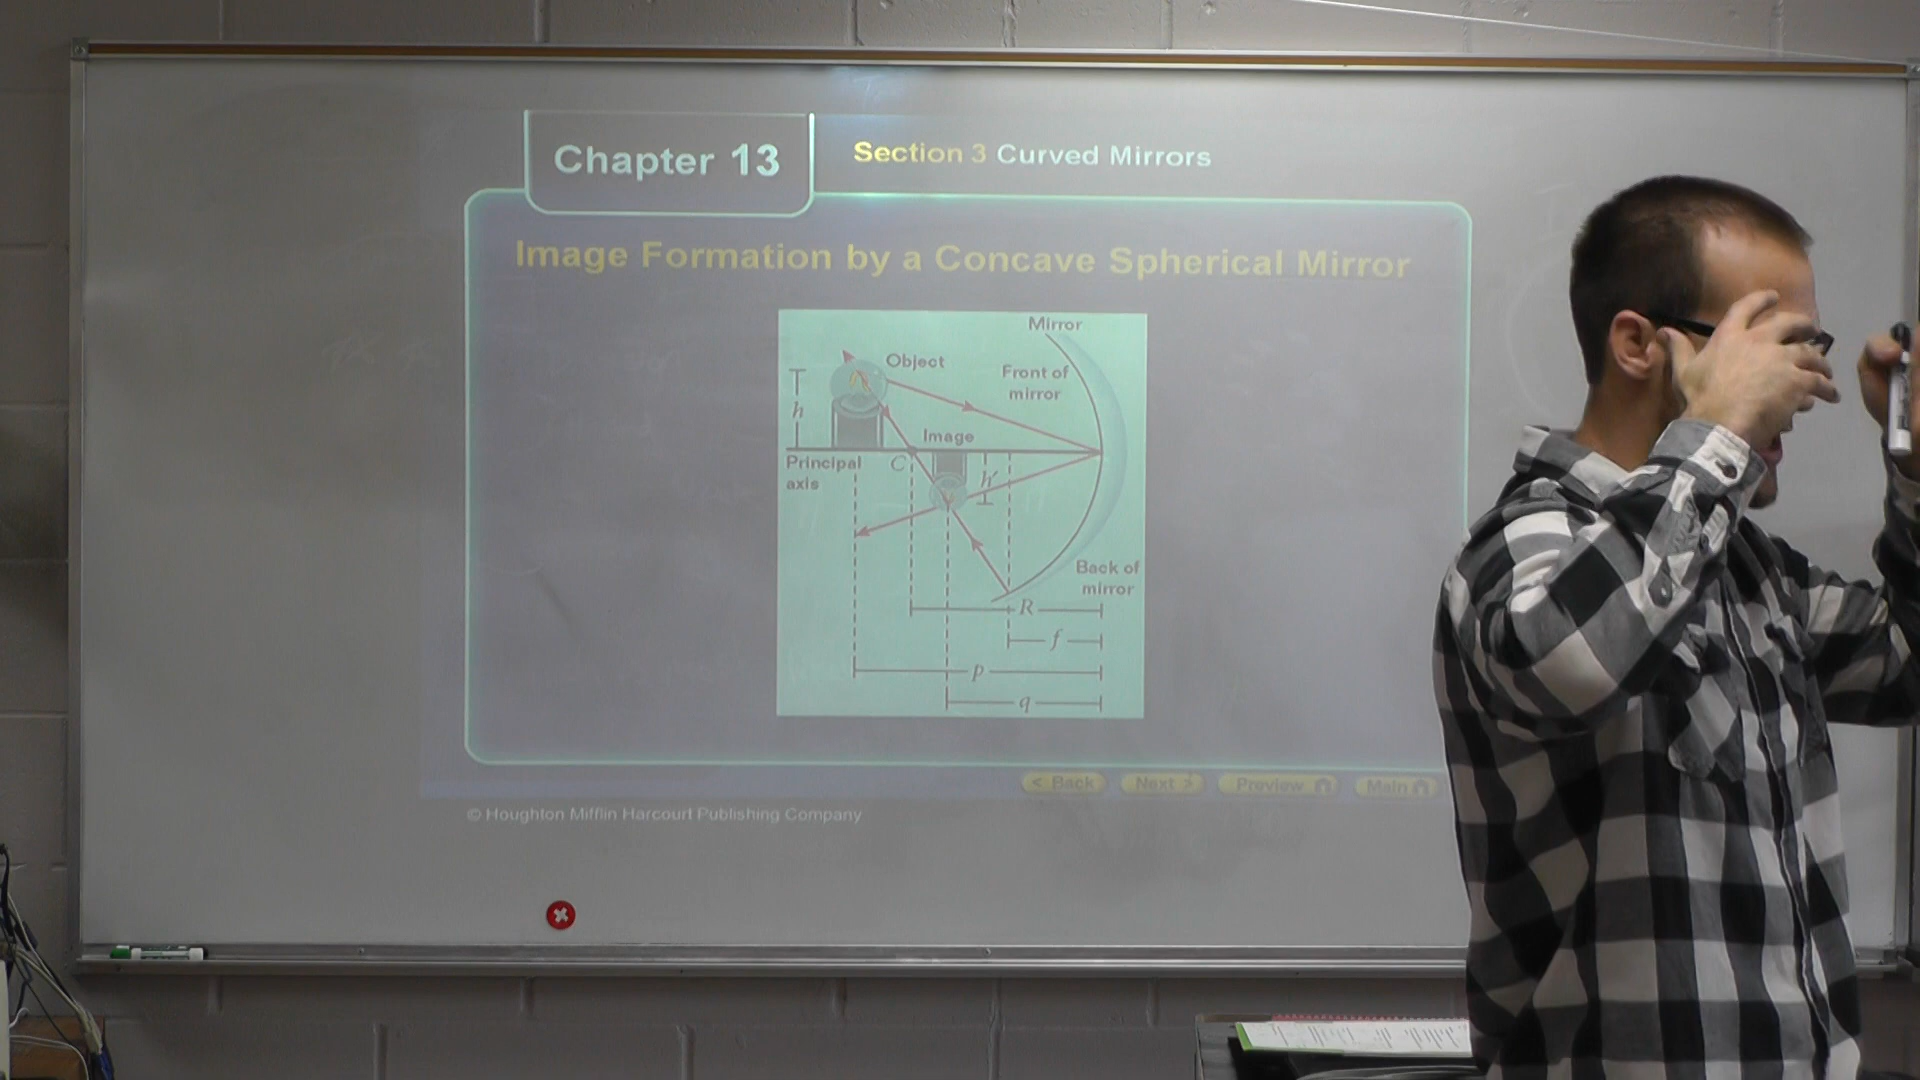 Chapter 13
Section 3 Curved Mirrors
Image Formation by a Concave Spherical Mirror
Mirror
Object
Front of
mirror
h
Image
Principal
axis
C
h'
Back of
mirror
R
f
p
q
< Back
Next >
Preview
Main
© Houghton Mifflin Harcourt Publishing Company